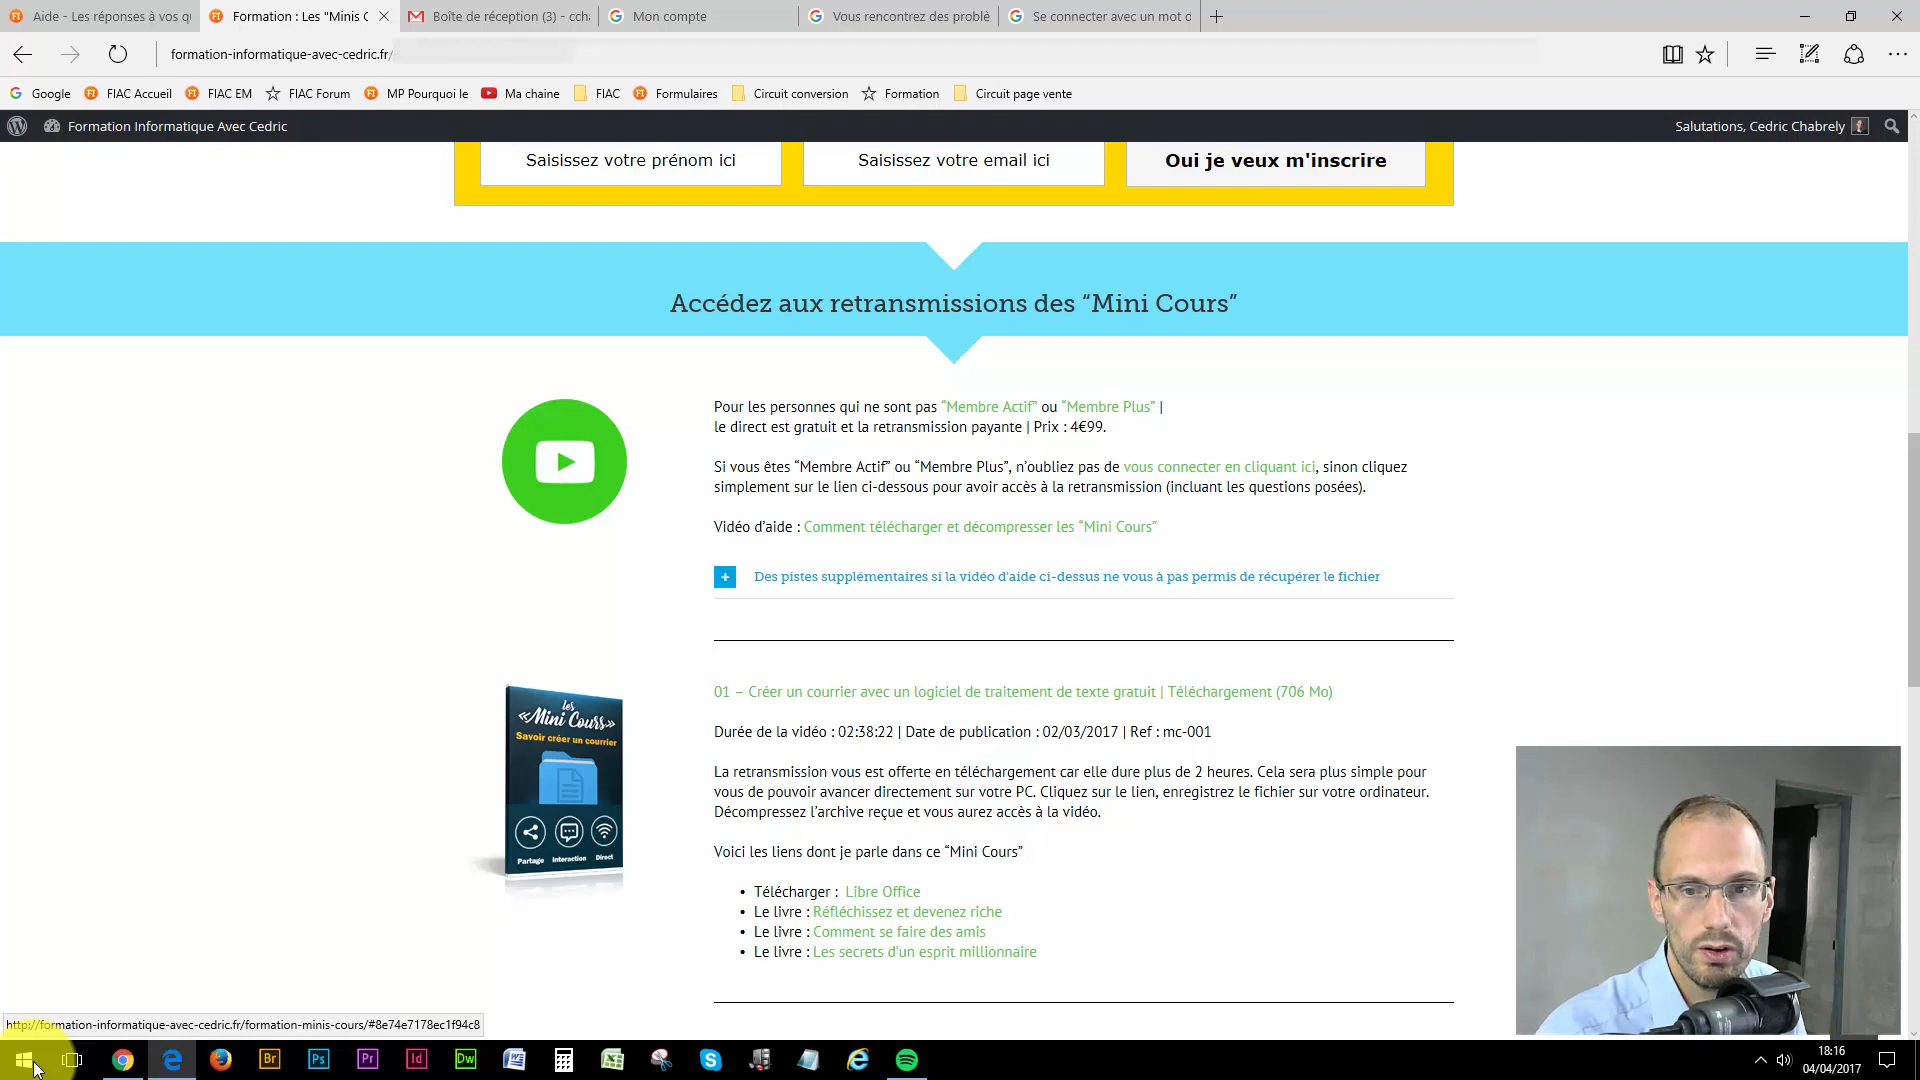 Aide - Les réponses à vos qu
Formation : Les "Minis C
Boîte de réception (3) - ccha
Mon compte
Vous rencontrez des problè
Se connecter avec un mot d
formation-informatique-avec-cedric.fr/
Google
FIAC Accueil
FIAC EM
FIAC Forum
MP Pourquoi le
Ma chaine
FIAC
Formulaires
Circuit conversion
Formation
Circuit page vente
Formation Informatique Avec Cedric
Salutations, Cedric Chabrely
Saisissez votre prénom ici
Saisissez votre email ici
Oui je veux m'inscrire
Accédez aux retransmissions des “Mini Cours”
Pour les personnes qui ne sont pas “Membre Actif” ou “Membre Plus” |
le direct est gratuit et la retransmission payante | Prix : 4€99.
Si vous êtes “Membre Actif” ou “Membre Plus”, n’oubliez pas de vous connecter en cliquant ici, sinon cliquez
simplement sur le lien ci-dessous pour avoir accès à la retransmission (incluant les questions posées).
Vidéo d’aide : Comment télécharger et décompresser les “Mini Cours”
+ Des pistes supplémentaires si la vidéo d'aide ci-dessus ne vous à pas permis de récupérer le fichier
les
«Mini Cours»
Savoir créer un courrier
Partage
Interaction
Direct
01 – Créer un courrier avec un logiciel de traitement de texte gratuit | Téléchargement (706 Mo)
Durée de la vidéo : 02:38:22 | Date de publication : 02/03/2017 | Ref : mc-001
La retransmission vous est offerte en téléchargement car elle dure plus de 2 heures. Cela sera plus simple pour
vous de pouvoir avancer directement sur votre PC. Cliquez sur le lien, enregistrez le fichier sur votre ordinateur.
Décompressez l’archive reçue et vous aurez accès à la vidéo.
Voici les liens dont je parle dans ce “Mini Cours”
• Télécharger : Libre Office
• Le livre : Réfléchissez et devenez riche
• Le livre : Comment se faire des amis
• Le livre : Les secrets d’un esprit millionnaire
http://formation-informatique-avec-cedric.fr/formation-minis-cours/#8e74e7178ec1f94c8
Br
Ps
Pr
Id
Dw
18:16
04/04/2017